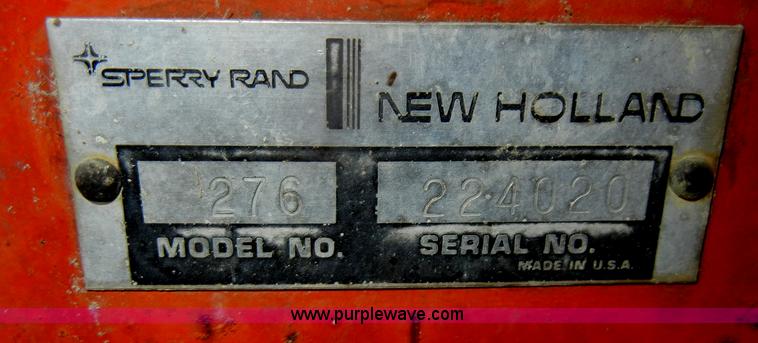 SPERRY RAND
NEW HOLLAND
276
224020
MODEL NO.
SERIAL NO.
MADE IN U.S.A.
www.purplewave.com